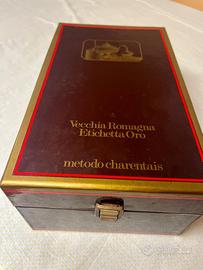 Vecchia Romagna
Etichetta Oro
metodo charentais